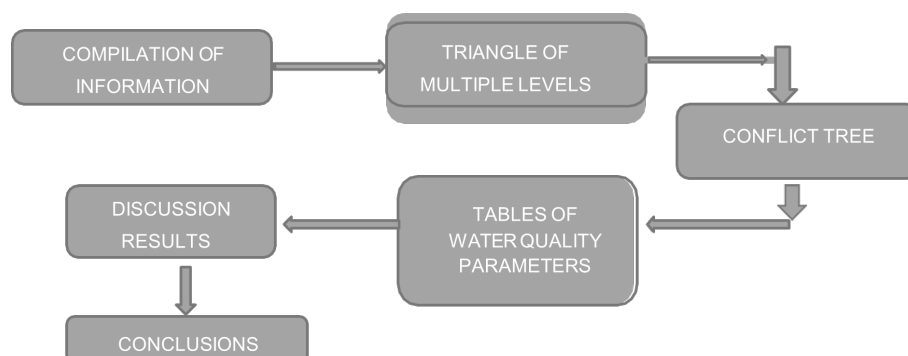 COMPILATION OF
INFORMATION
TRIANGLE OF
MULTIPLE LEVELS
CONFLICT TREE
TABLES OF
WATER QUALITY
PARAMETERS
DISCUSSION
RESULTS
CONCLUSIONS